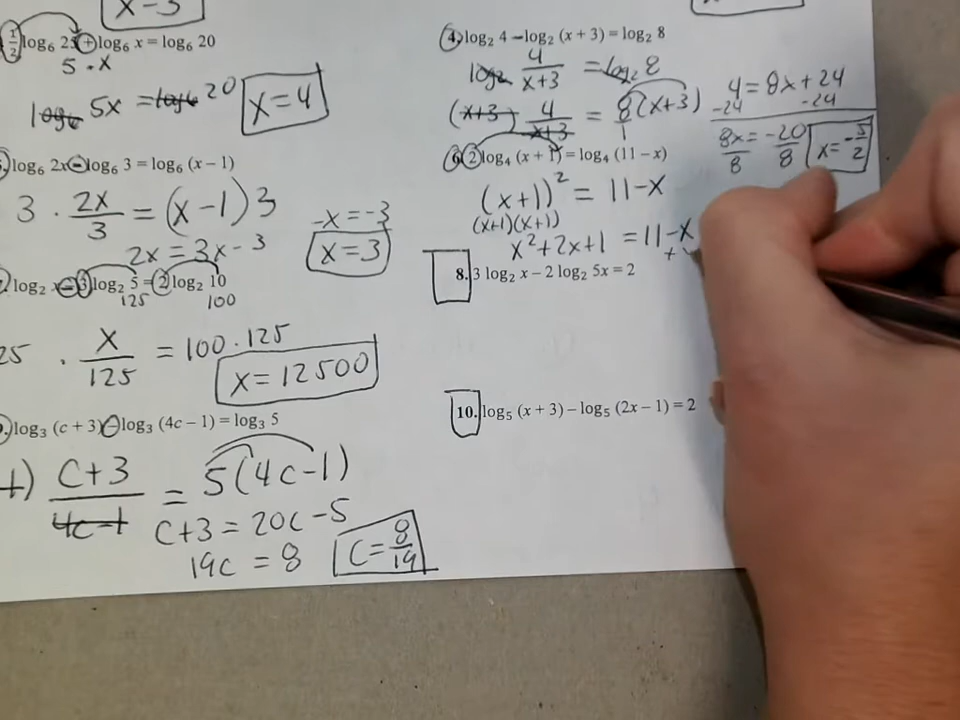 x-3
1/2 log₆ 25 + log₆ x = log₆ 20
5 · x
log₆ 5x = log₆ 20
x = 4
4. log₂ 4 – log₂ (x + 3) = log₂ 8
log₂ 4/(x+3) = log₂ 8
(x+3) 4/(x+3) = 8(x+3)
1
4 = 8x + 24
-24 -24
8x/8 = -20/8
x = -5/2
log₆ 2x – log₆ 3 = log₆ (x – 1)
3 · 2x/3 = (x-1) 3
2x = 3x - 3
-x = -3
x = 3
6. 2 log₄ (x + 1) = log₄ (11 – x)
(x+1)² = 11-x
(x+1)(x+1)
x² + 2x + 1 = 11-x
+
log₂ x – 3 log₂ 5 = 2 log₂ 10
125 100
25 · x/125 = 100 · 125
x = 12500
8. 3 log₂ x – 2 log₂ 5x = 2
log₃ (c + 3) – log₃ (4c – 1) = log₃ 5
(c+3)/(4c-1) = 5(4c-1)
c+3 = 20c - 5
19c = 8
c = 8/19
10. log₅ (x + 3) – log₅ (2x – 1) = 2